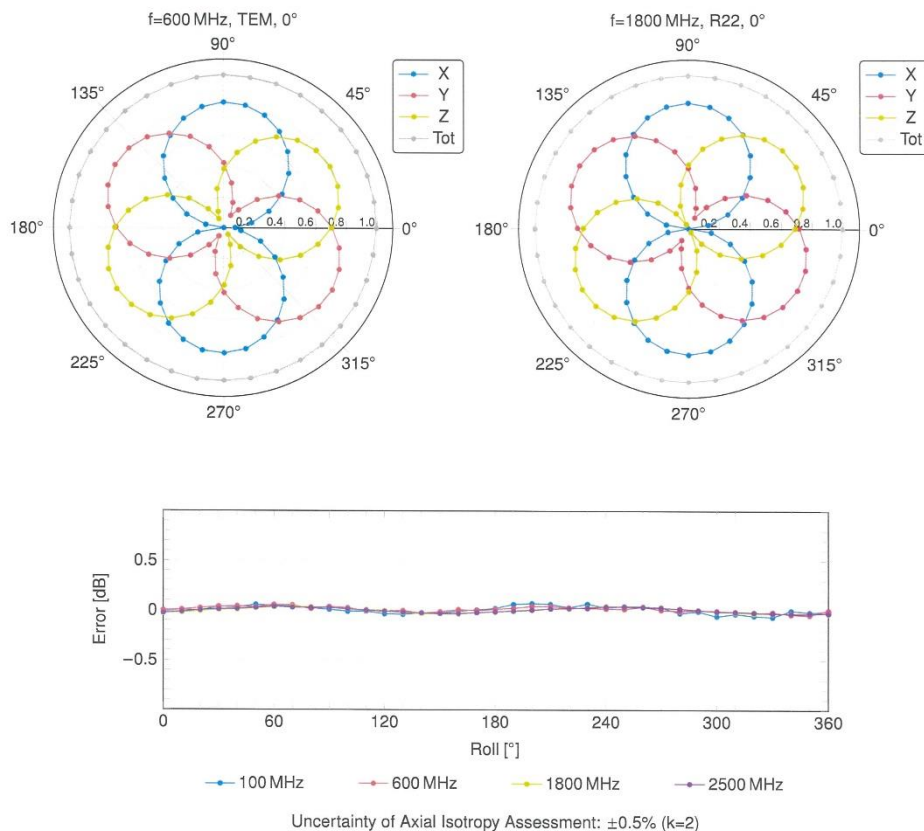 f=600 MHz, TEM, 0°
90°
135°
45°
X
Y
Z
Tot
180°
0.2 0.4 0.6 0.8 1.0
0°
225°
315°
270°
f=1800 MHz, R22, 0°
90°
135°
45°
X
Y
Z
Tot
180°
0.2 0.4 0.6 0.8 1.0
0°
225°
315°
270°
Error [dB]
0.5
0
−0.5
0 60 120 180 240 300 360
Roll [°]
100 MHz 600 MHz 1800 MHz 2500 MHz
Uncertainty of Axial Isotropy Assessment: ±0.5% (k=2)